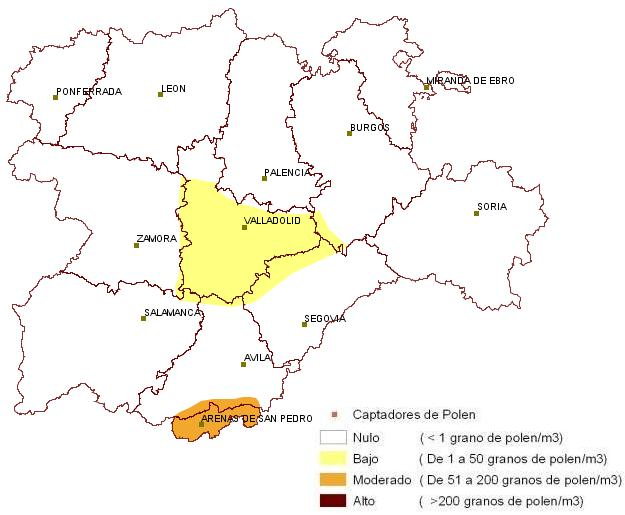 MIRANDA DE EBRO
PONFERRADA
LEON
BURGOS
PALENCIA
SORIA
VALLADOLID
ZAMORA
SALAMANCA
SEGOVIA
AVILA
ARENAS DE SAN PEDRO
Captadores de Polen
Nulo ( < 1 grano de polen/m3)
Bajo ( De 1 a 50 granos de polen/m3)
Moderado ( De 51 a 200 granos de polen/m3)
Alto ( >200 granos de polen/m3)